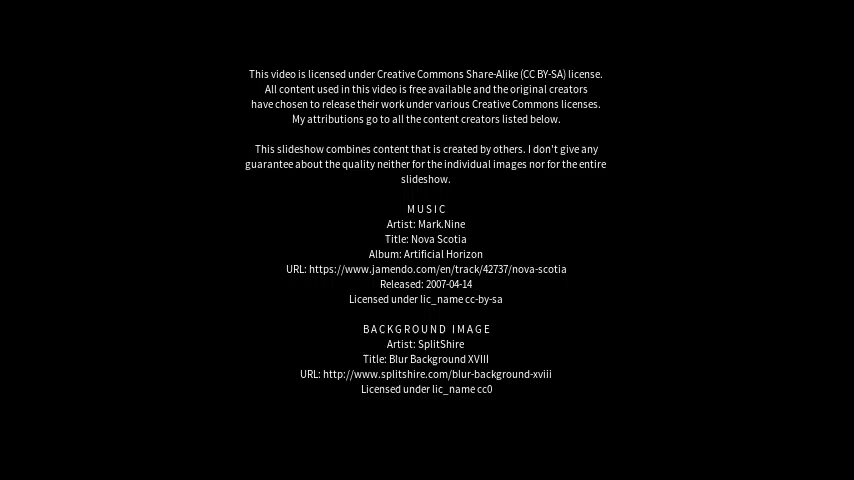 This video is licensed under Creative Commons Share-Alike (CC BY-SA) license.
All content used in this video is free available and the original creators
have chosen to release their work under various Creative Commons licenses.
My attributions go to all the content creators listed below.
This slideshow combines content that is created by others. I don't give any
guarantee about the quality neither for the individual images nor for the entire
slideshow.
MUSIC
Artist: Mark.Nine
Title: Nova Scotia
Album: Artificial Horizon
URL: https://www.jamendo.com/en/track/42737/nova-scotia
Released: 2007-04-14
Licensed under lic_name cc-by-sa
BACKGROUND IMAGE
Artist: SplitShire
Title: Blur Background XVIII
URL: http://www.splitshire.com/blur-background-xviii
Licensed under lic_name cc0